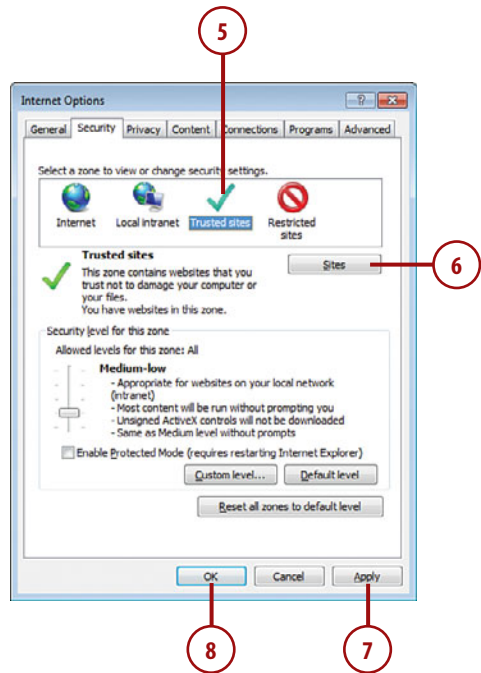 5
Internet Options
General Security Privacy Content Connections Programs Advanced
Select a zone to view or change security settings.
Internet Local intranet Trusted sites Restricted sites
Trusted sites
Sites
6
This zone contains websites that you
trust not to damage your computer or
your files.
You have websites in this zone.
Security level for this zone
Allowed levels for this zone: All
Medium-low
- Appropriate for websites on your local network
(intranet)
- Most content will be run without prompting you
- Unsigned ActiveX controls will not be downloaded
- Same as Medium level without prompts
Enable Protected Mode (requires restarting Internet Explorer)
Custom level... Default level
Reset all zones to default level
OK Cancel Apply
8 7